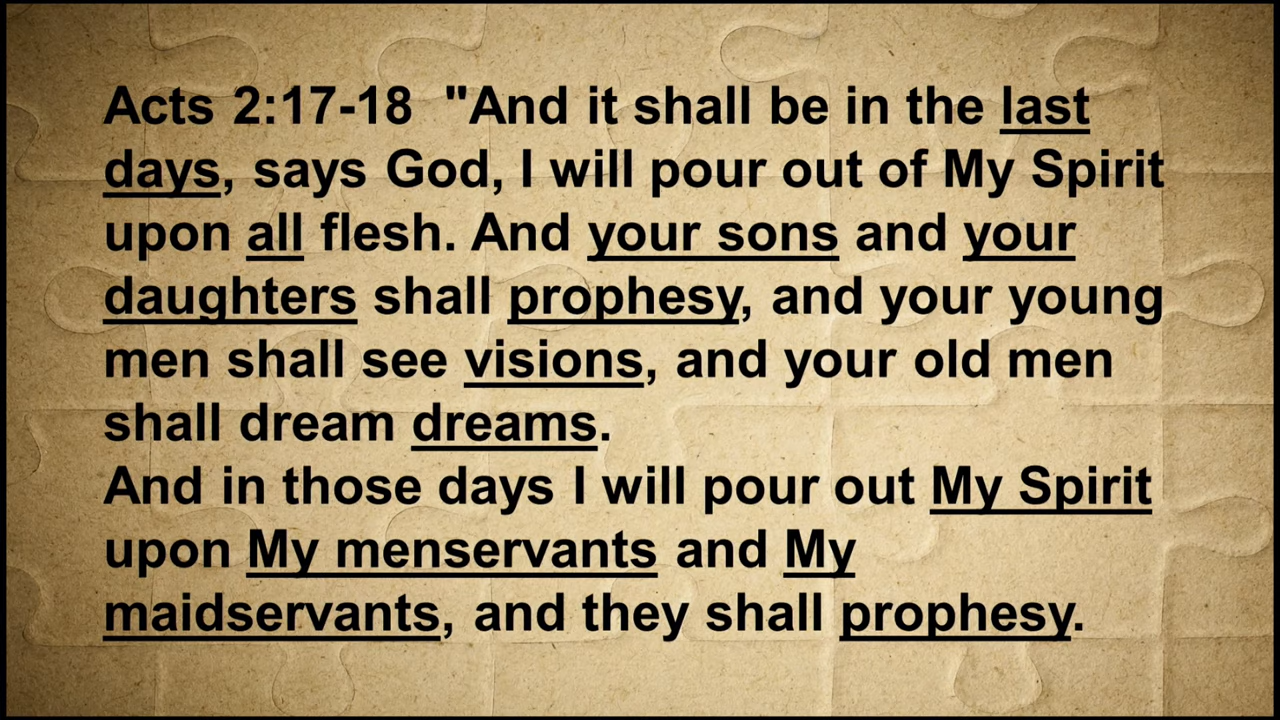 Acts 2:17-18  "And it shall be in the last
days, says God, I will pour out of My Spirit
upon all flesh. And your sons and your
daughters shall prophesy, and your young
men shall see visions, and your old men
shall dream dreams.
And in those days I will pour out My Spirit
upon My menservants and My
maidservants, and they shall prophesy.